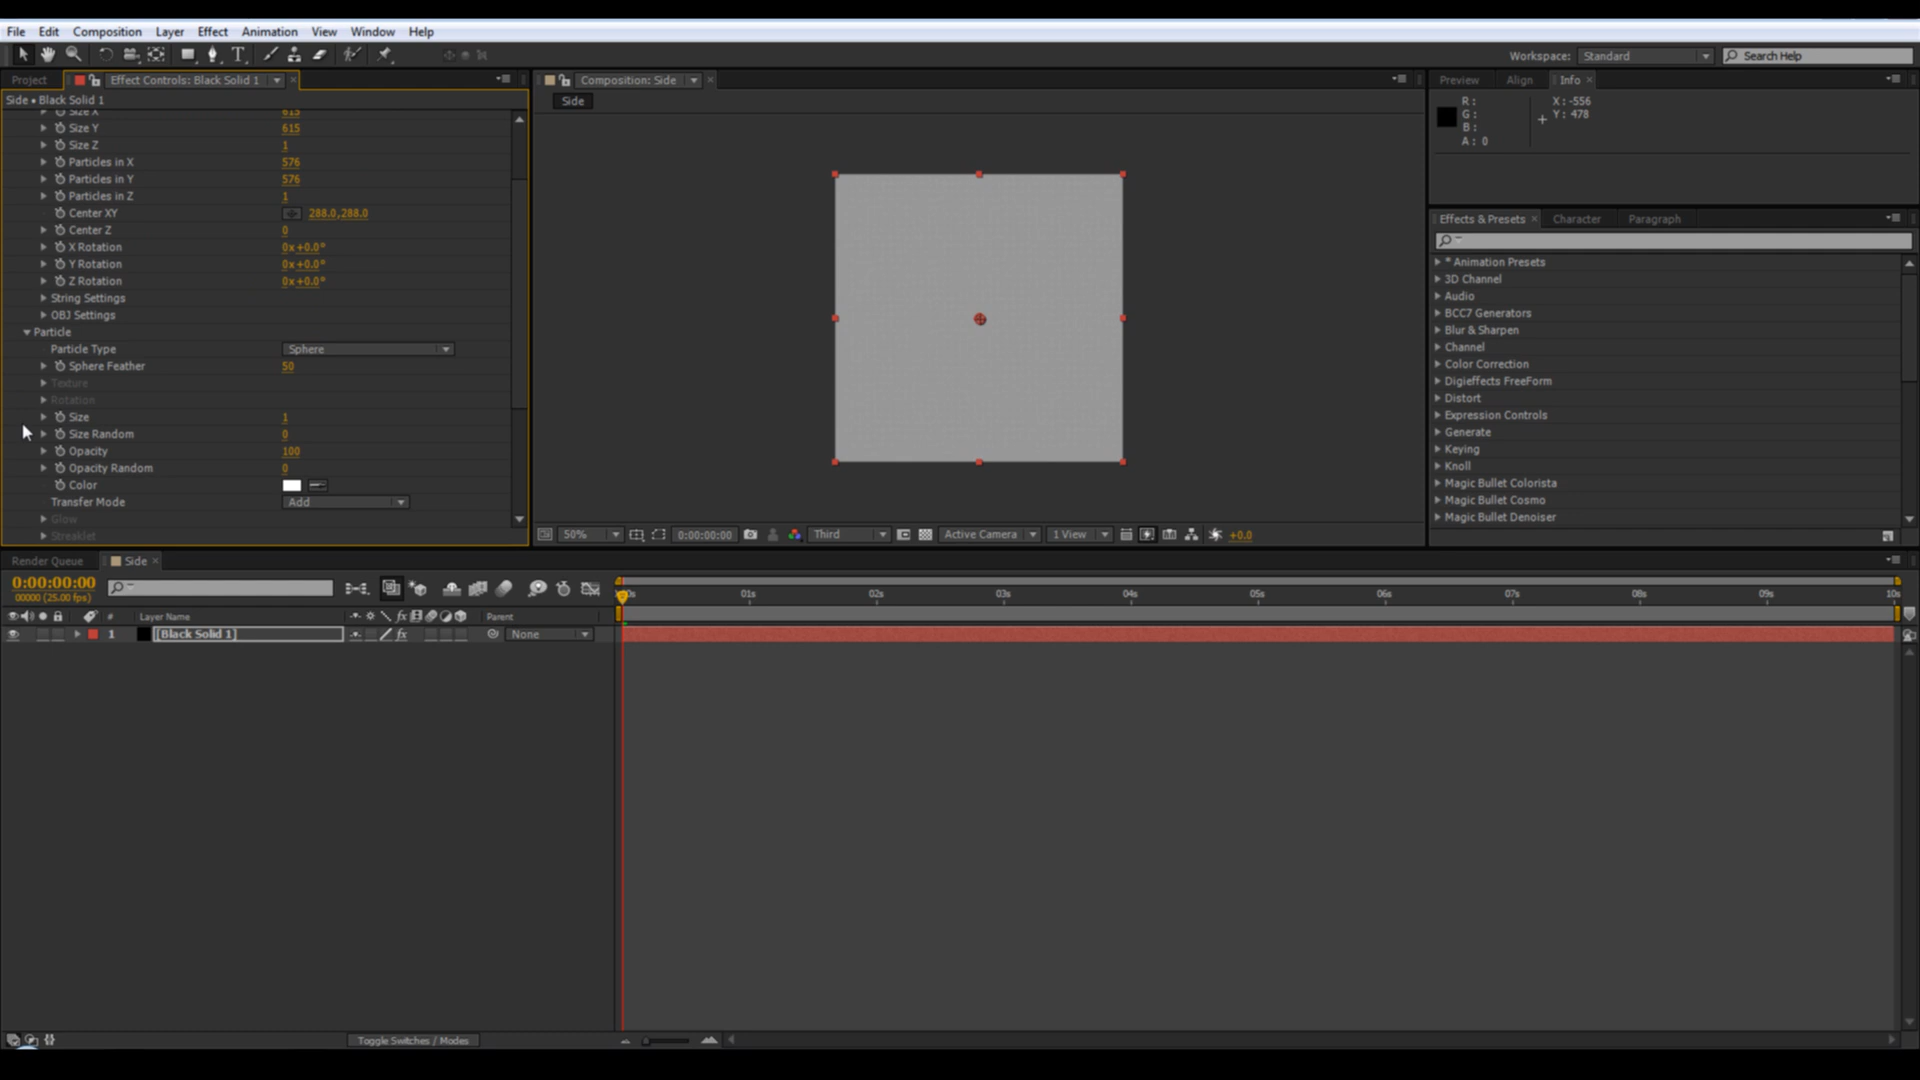 File Edit Composition Layer Effect Animation View Window Help
Workspace: Standard Search Help
Project Effect Controls: Black Solid 1
Side • Black Solid 1
Size X 615
Size Y 615
Size Z 1
Particles in X 576
Particles in Y 576
Particles in Z 1
Center XY 288.0,288.0
Center Z 0
X Rotation 0x+0.0°
Y Rotation 0x+0.0°
Z Rotation 0x+0.0°
String Settings
OBJ Settings
Particle
Particle Type Sphere
Sphere Feather 50
Texture
Rotation
Size 1
Size Random 0
Opacity 100
Opacity Random 0
Color
Transfer Mode Add
Glow
Streaklet
Composition: Side
Side
50% 0:00:00:00 Third Active Camera 1 View +0.0
Preview Align Info
R: X: -556
G: Y: 478
B:
A: 0
Effects & Presets Character Paragraph
* Animation Presets
3D Channel
Audio
BCC7 Generators
Blur & Sharpen
Channel
Color Correction
Digieffects FreeForm
Distort
Expression Controls
Generate
Keying
Knoll
Magic Bullet Colorista
Magic Bullet Cosmo
Magic Bullet Denoiser
Render Queue Side
0:00:00:00
00000 (25.00 fps)
0s 01s 02s 03s 04s 05s 06s 07s 08s 09s 10s
# Layer Name fx Parent
1 [Black Solid 1] fx None
Toggle Switches / Modes